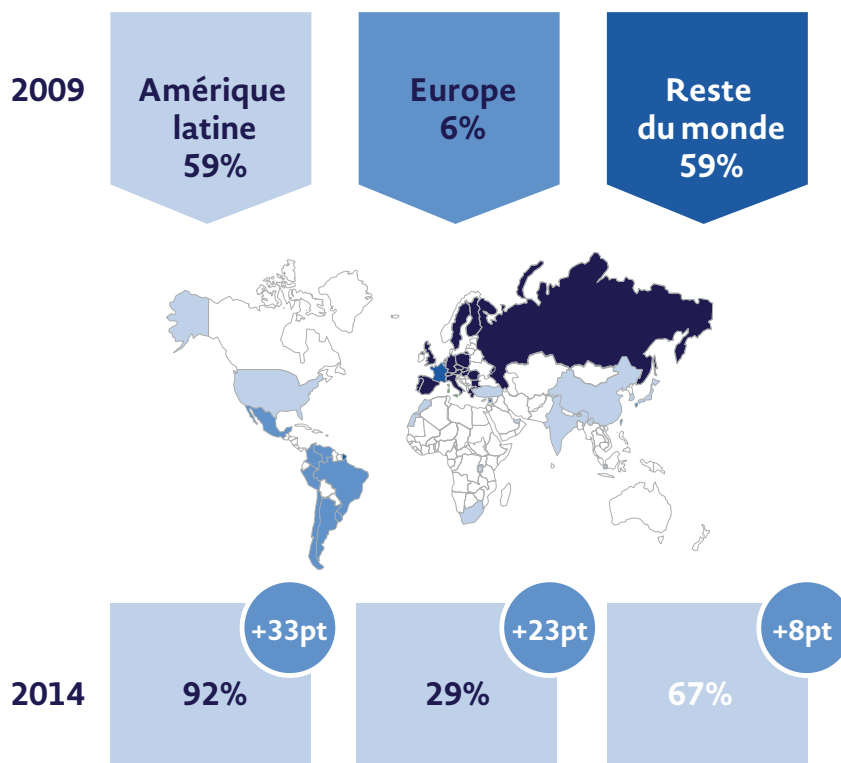 2009
Amérique
latine
59%
Europe
6%
Reste
du monde
59%
+33pt
+23pt
+8pt
2014
92%
29%
67%